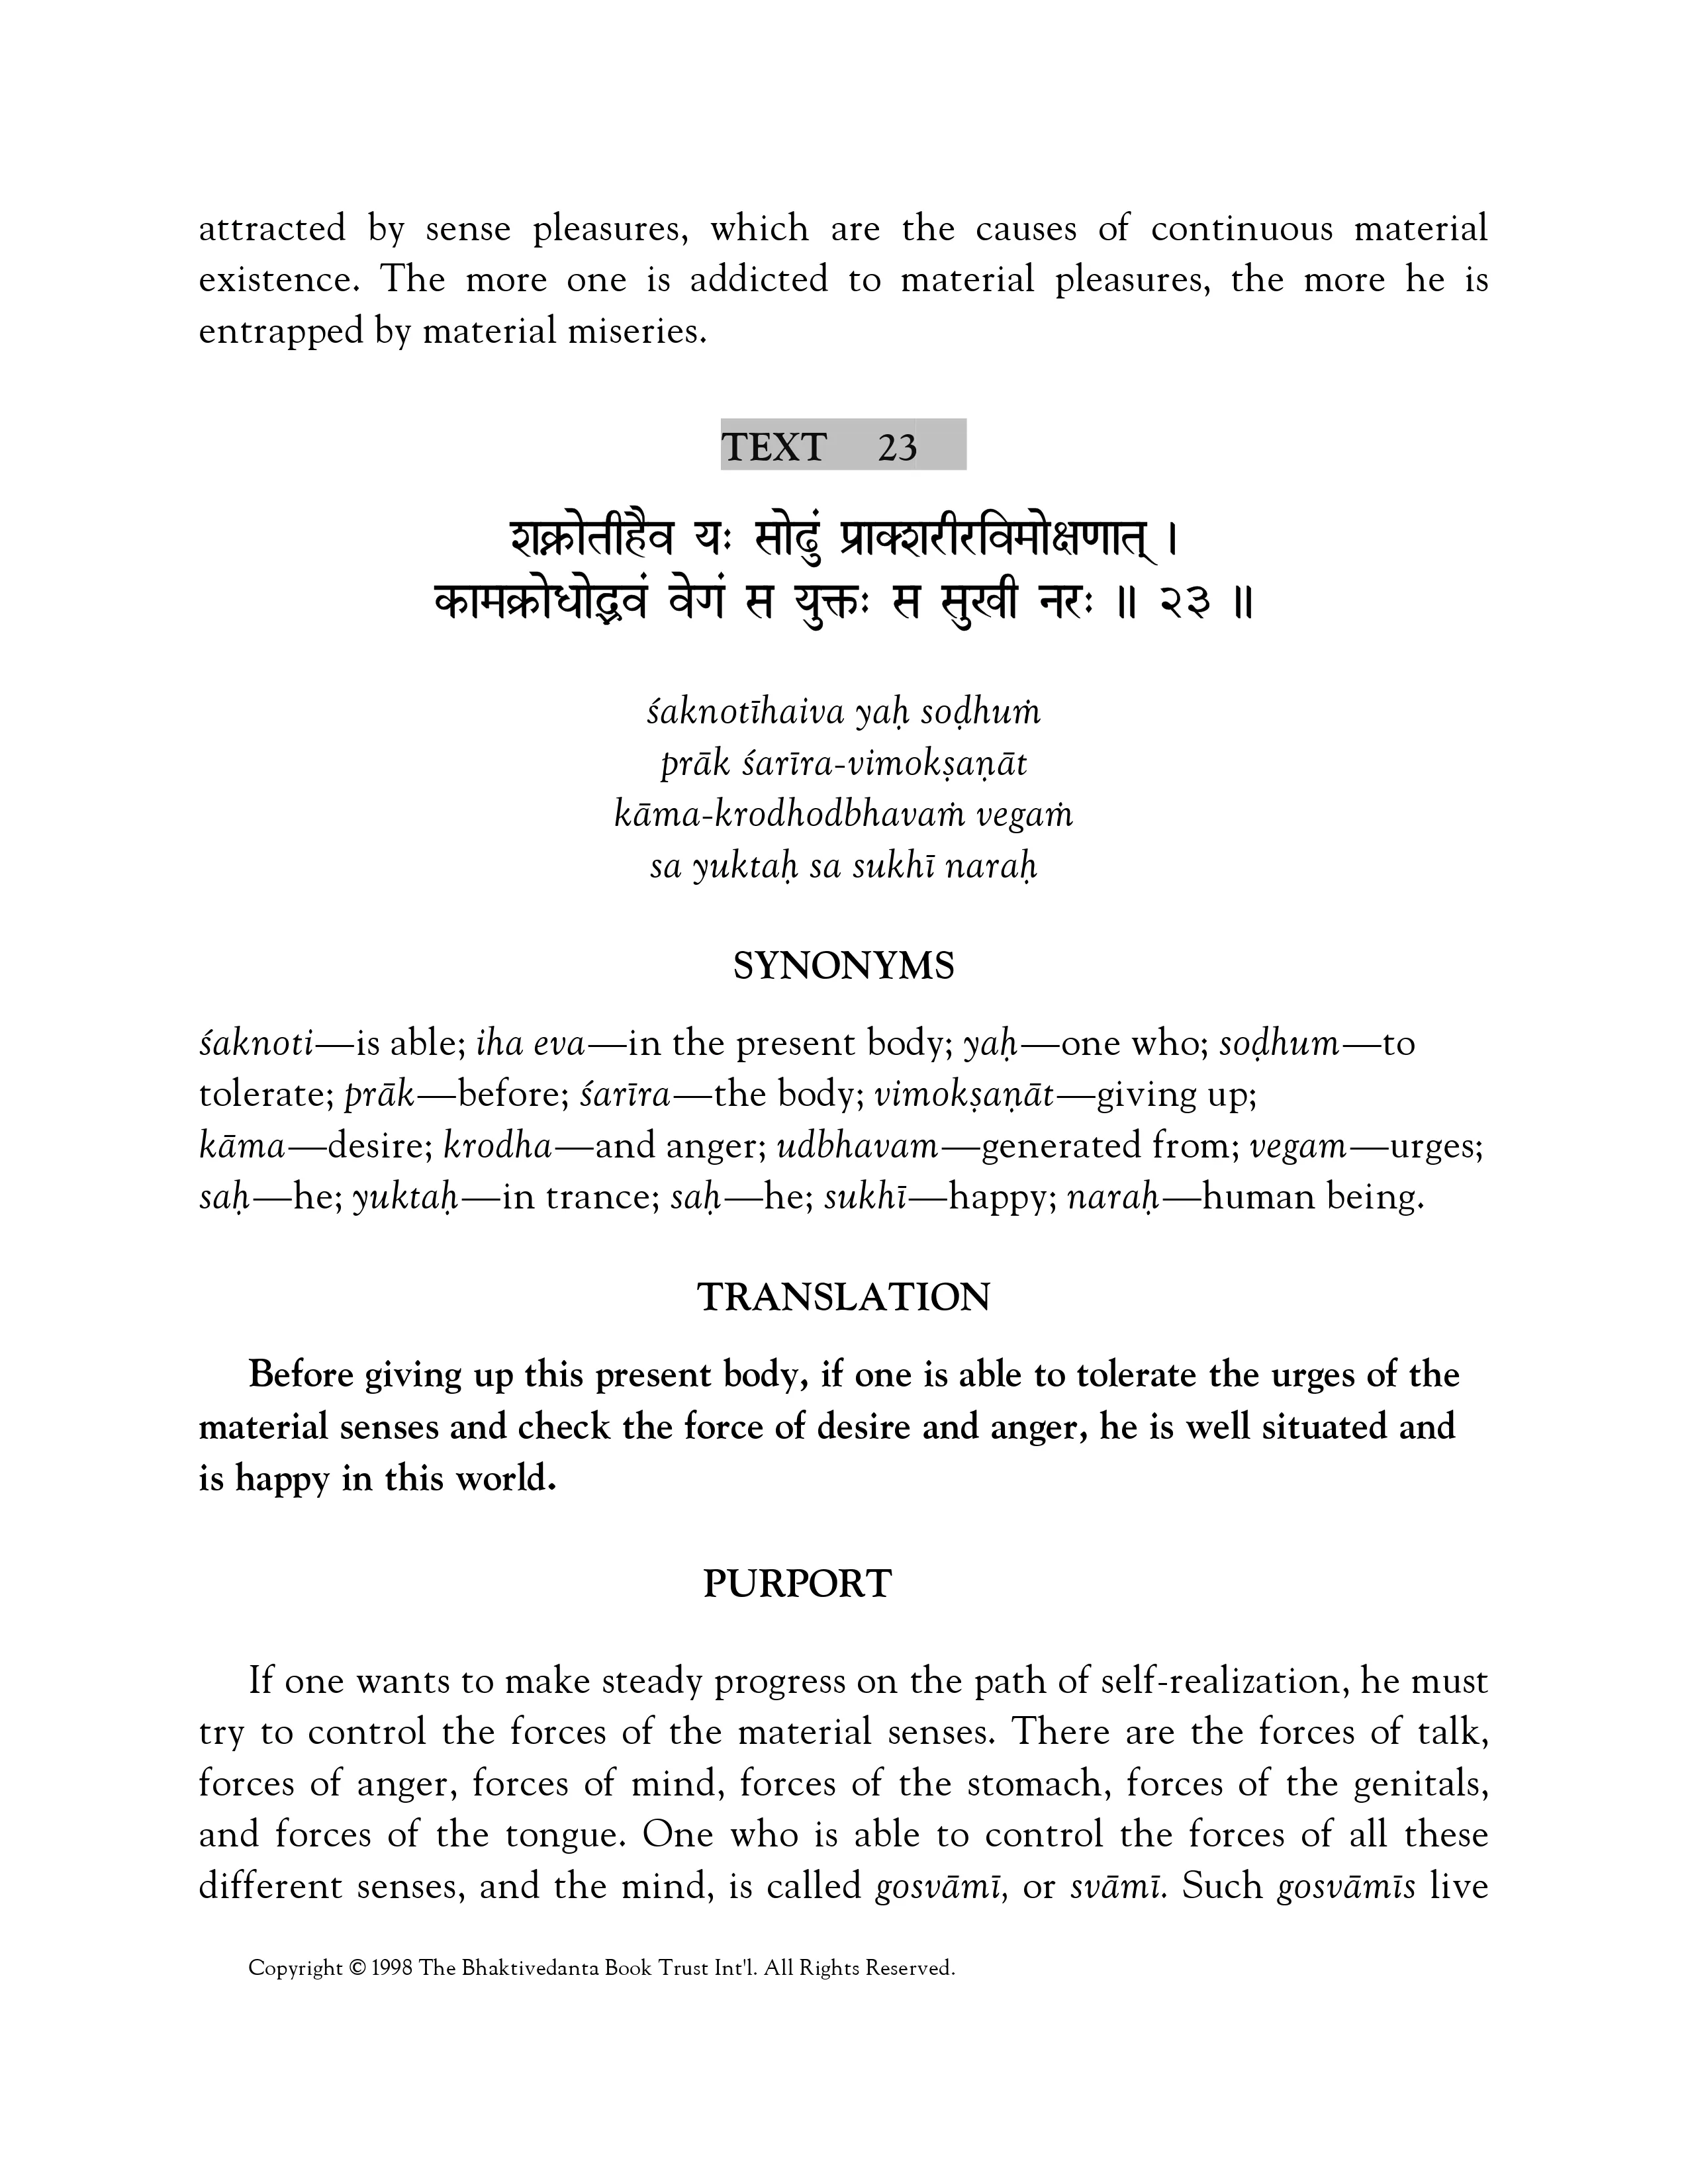 attracted by sense pleasures, which are the causes of continuous material
existence. The more one is addicted to material pleasures, the more he is
entrapped by material miseries.
TEXT 23
शक्नोतीहैव यः सोढुं प्राक्शरीरविमोक्षणात् ।
कामक्रोधोद्भवं वेगं स युक्तः स सुखी नरः ॥ २३ ॥
śaknotīhaiva yaḥ soḍhuṁ
prāk śarīra-vimokṣaṇāt
kāma-krodhodbhavaṁ vegaṁ
sa yuktaḥ sa sukhī naraḥ
SYNONYMS
śaknoti—is able; iha eva—in the present body; yaḥ—one who; soḍhum—to
tolerate; prāk—before; śarīra—the body; vimokṣaṇāt—giving up;
kāma—desire; krodha—and anger; udbhavam—generated from; vegam—urges;
saḥ—he; yuktaḥ—in trance; saḥ—he; sukhī—happy; naraḥ—human being.
TRANSLATION
Before giving up this present body, if one is able to tolerate the urges of the
material senses and check the force of desire and anger, he is well situated and
is happy in this world.
PURPORT
If one wants to make steady progress on the path of self-realization, he must
try to control the forces of the material senses. There are the forces of talk,
forces of anger, forces of mind, forces of the stomach, forces of the genitals,
and forces of the tongue. One who is able to control the forces of all these
different senses, and the mind, is called gosvāmī, or svāmī. Such gosvāmīs live
Copyright © 1998 The Bhaktivedanta Book Trust Int'l. All Rights Reserved.